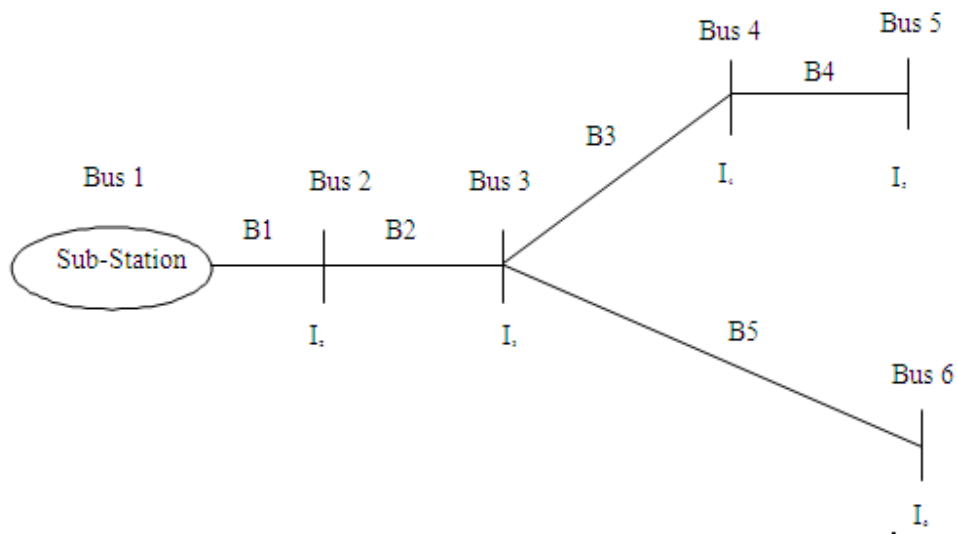 Bus 4
Bus 5
B4
B3
I
I
Bus 1
Bus 2
Bus 3
B1
B2
Sub-Station
I
I
B5
Bus 6
I